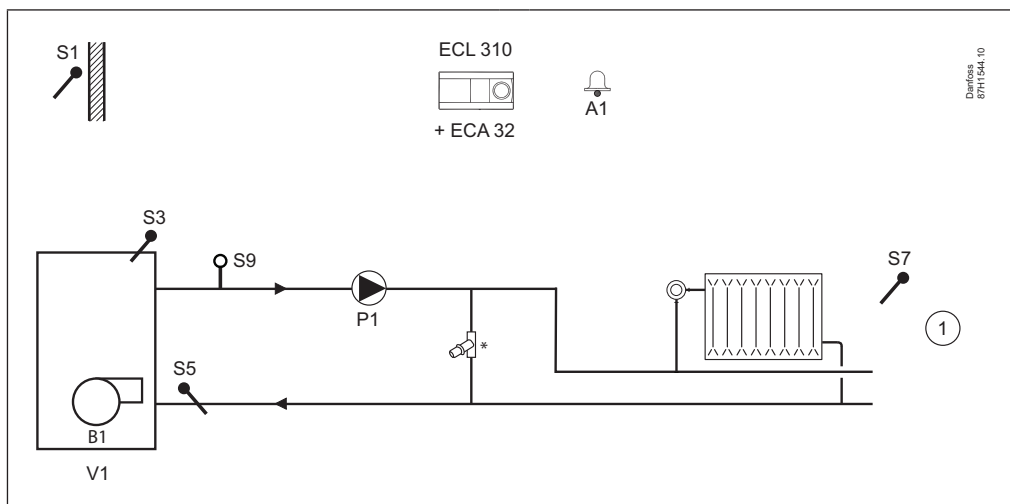 S1
ECL 310
+ ECA 32
A1
Danfoss
87H1544.10
S3
S9
P1
*
S7
1
S5
B1
V1